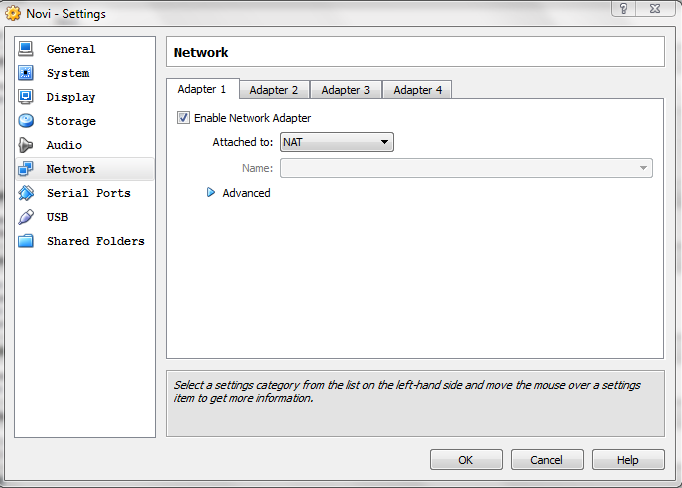 Novi - Settings
?
General
System
Display
Storage
Audio
Network
Serial Ports
USB
Shared Folders
Network
Adapter 1 Adapter 2 Adapter 3 Adapter 4
Enable Network Adapter
Attached to: NAT
Name:
Advanced
Select a settings category from the list on the left-hand side and move the mouse over a settings
item to get more information.
OK Cancel Help